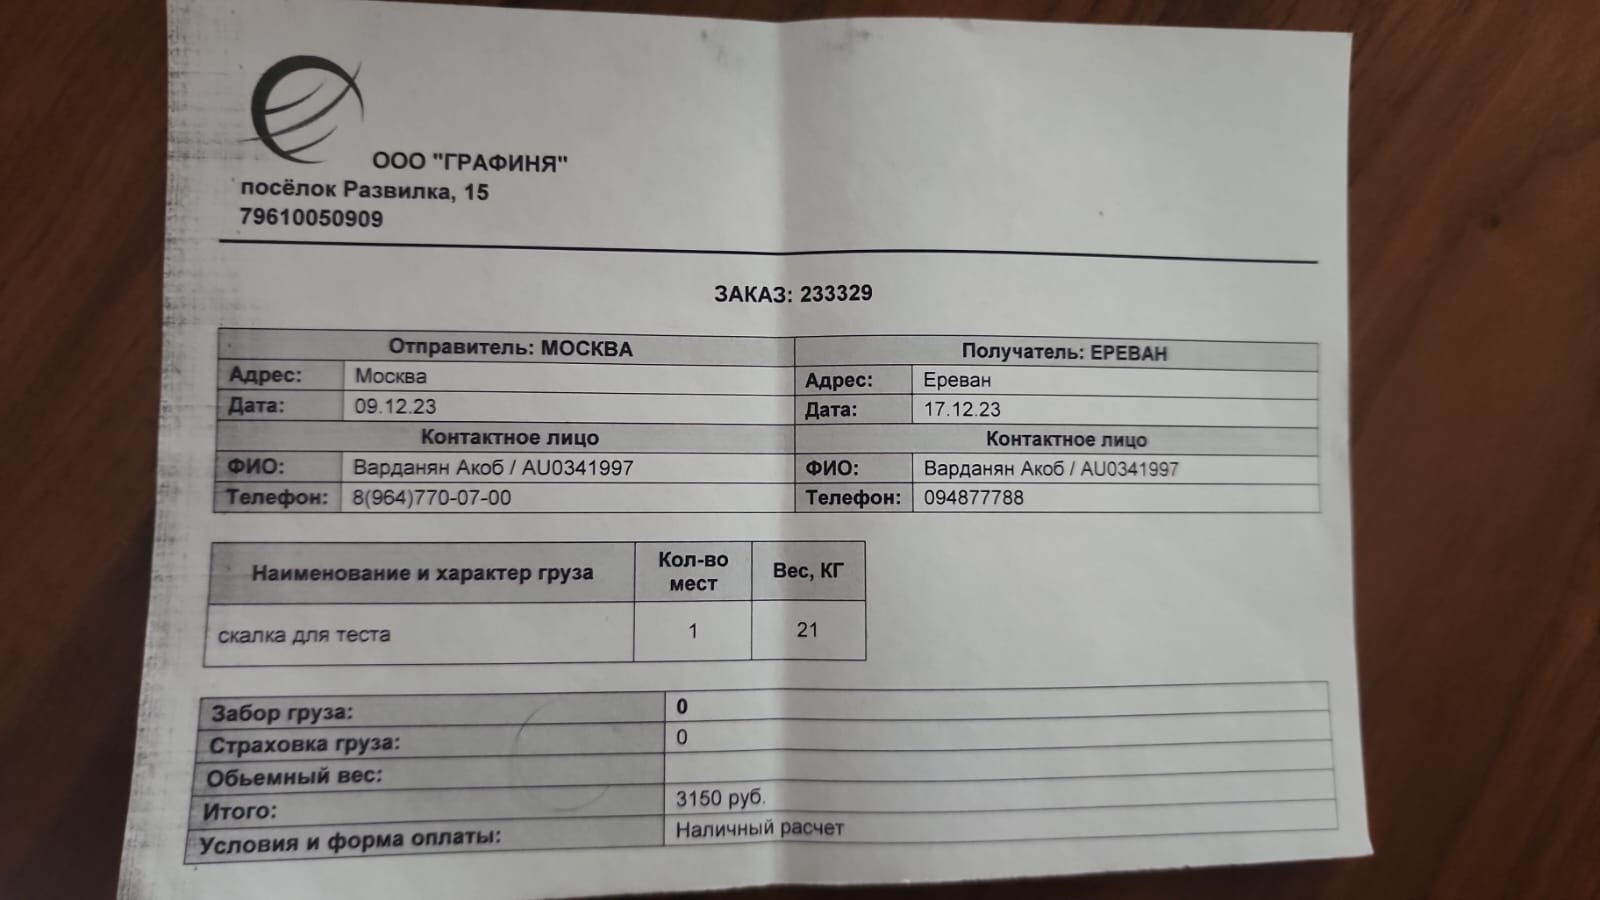 ООО "ГРАФИНЯ"
посёлок Развилка, 15
79610050909
ЗАКАЗ: 233329
Отправитель: МОСКВА
Адрес: Москва
Дата: 09.12.23
Контактное лицо
ФИО: Варданян Акоб / AU0341997
Телефон: 8(964)770-07-00
Получатель: ЕРЕВАН
Адрес: Ереван
Дата: 17.12.23
Контактное лицо
ФИО: Варданян Акоб / AU0341997
Телефон: 094877788
Наименование и характер груза Кол-во мест Вес, КГ
скалка для теста 1 21
Забор груза: 0
Страховка груза: 0
Обьемный вес:
Итого: 3150 руб.
Условия и форма оплаты: Наличный расчет